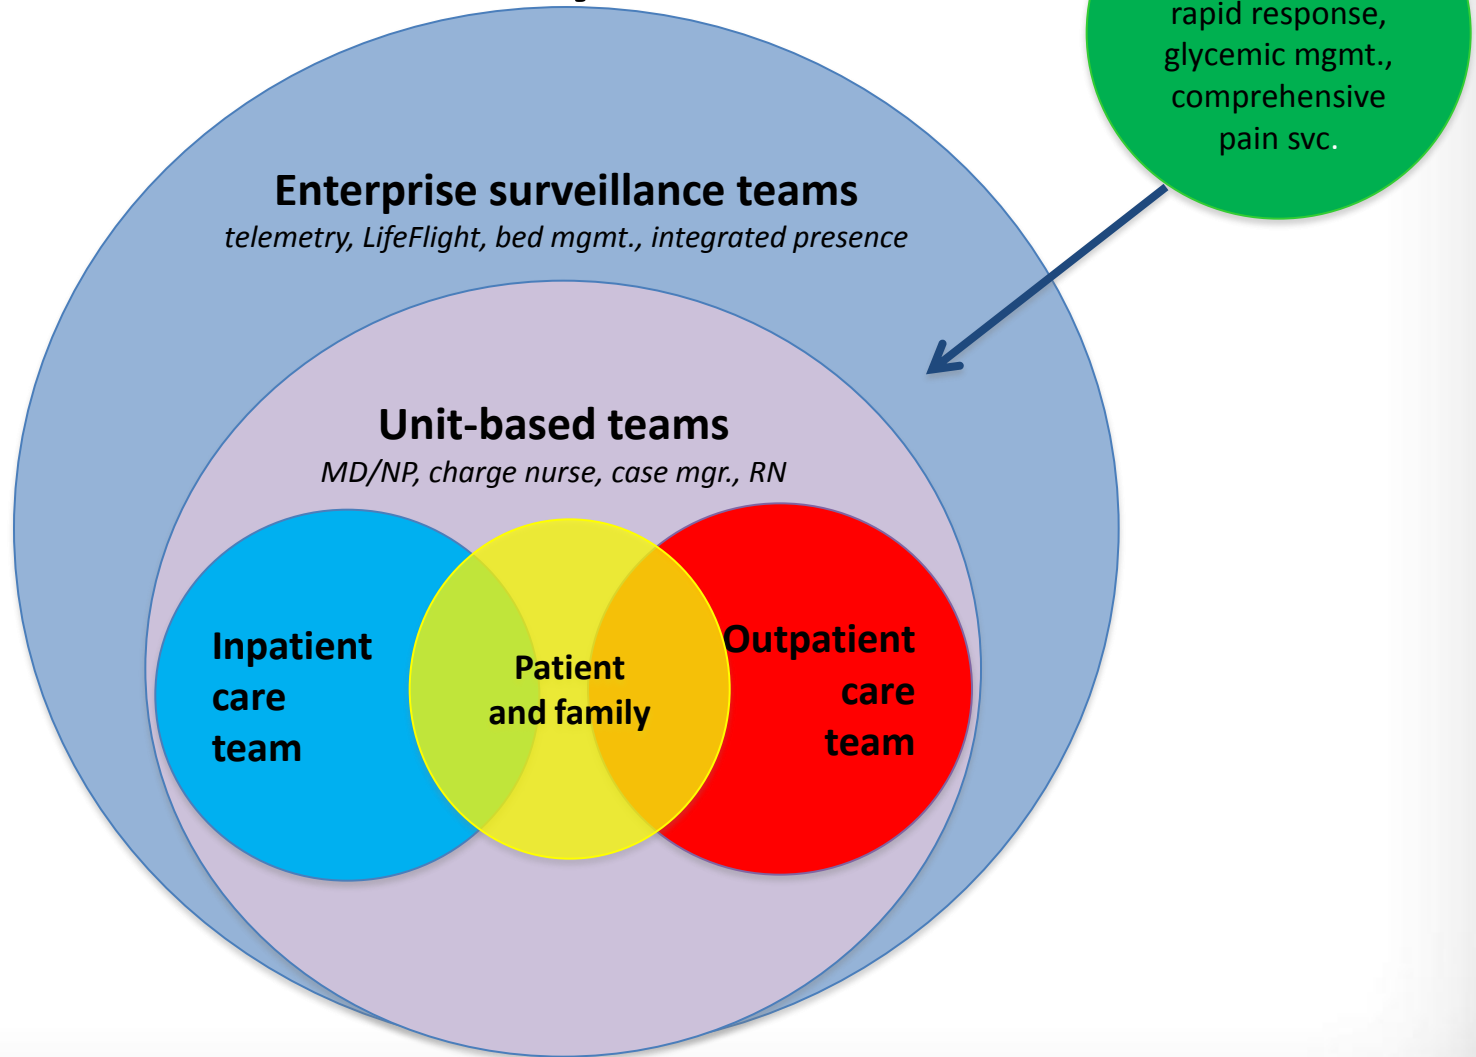 rapid response,
glycemic mgmt.,
comprehensive
pain svc.
Enterprise surveillance teams
telemetry, LifeFlight, bed mgmt., integrated presence
Unit-based teams
MD/NP, charge nurse, case mgr., RN
Inpatient
care
team
Patient
and family
Outpatient
care
team